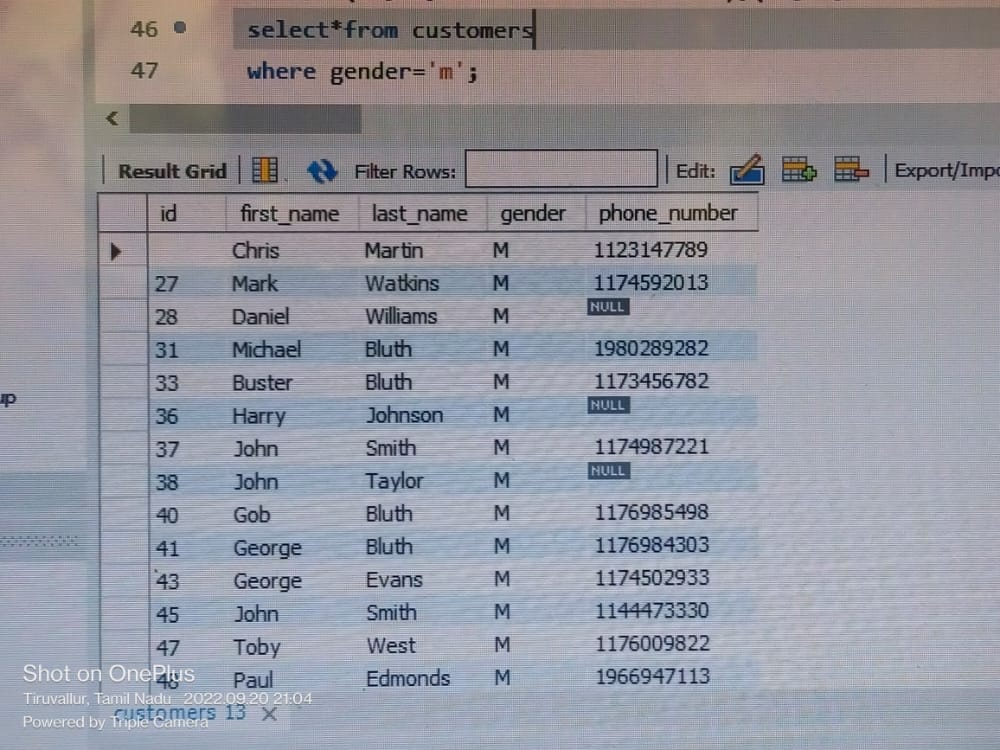 46 select*from customers
47 where gender='m';
Result Grid Filter Rows: Edit:
id first_name last_name gender phone_number
Chris Martin M 1123147789
27 Mark Watkins M 1174592013
28 Daniel Williams M NULL
31 Michael Bluth M 1980289282
33 Buster Bluth M 1173456782
36 Harry Johnson M NULL
37 John Smith M 1174987221
38 John Taylor M NULL
40 Gob Bluth M 1176985498
41 George Bluth M 1176984303
43 George Evans M 1174502933
45 John Smith M 1144473330
47 Toby West M 1176009822
48 Paul Edmonds M 1966947113
customers 13
Shot on OnePlus
Tiruvallur, Tamil Nadu 2022.09.20 21:04
Powered by Triple Camera